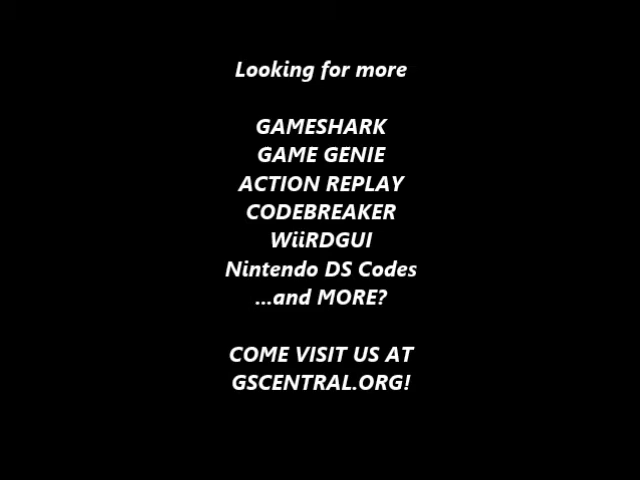 Looking for more
GAMESHARK
GAME GENIE
ACTION REPLAY
CODEBREAKER
WiiRDGUI
Nintendo DS Codes
...and MORE?
COME VISIT US AT
GSCENTRAL.ORG!